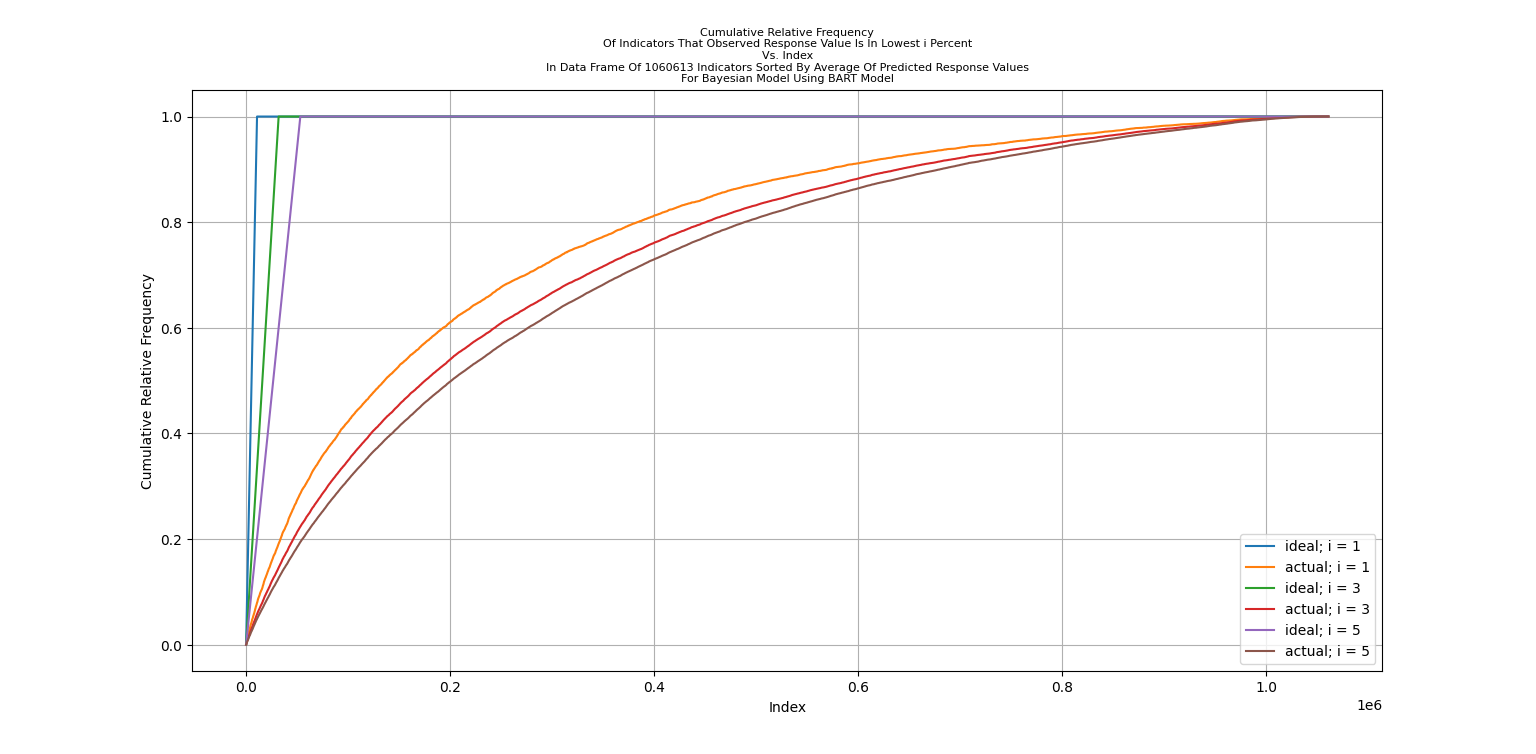 Cumulative Relative Frequency
Of Indicators That Observed Response Value Is In Lowest i Percent
Vs. Index
In Data Frame Of 1060613 Indicators Sorted By Average Of Predicted Response Values
For Bayesian Model Using BART Model
Cumulative Relative Frequency
1.0
0.8
0.6
0.4
0.2
0.0
ideal; i = 1
actual; i = 1
ideal; i = 3
actual; i = 3
ideal; i = 5
actual; i = 5
0.0 0.2 0.4 0.6 0.8 1.0
Index
1e6